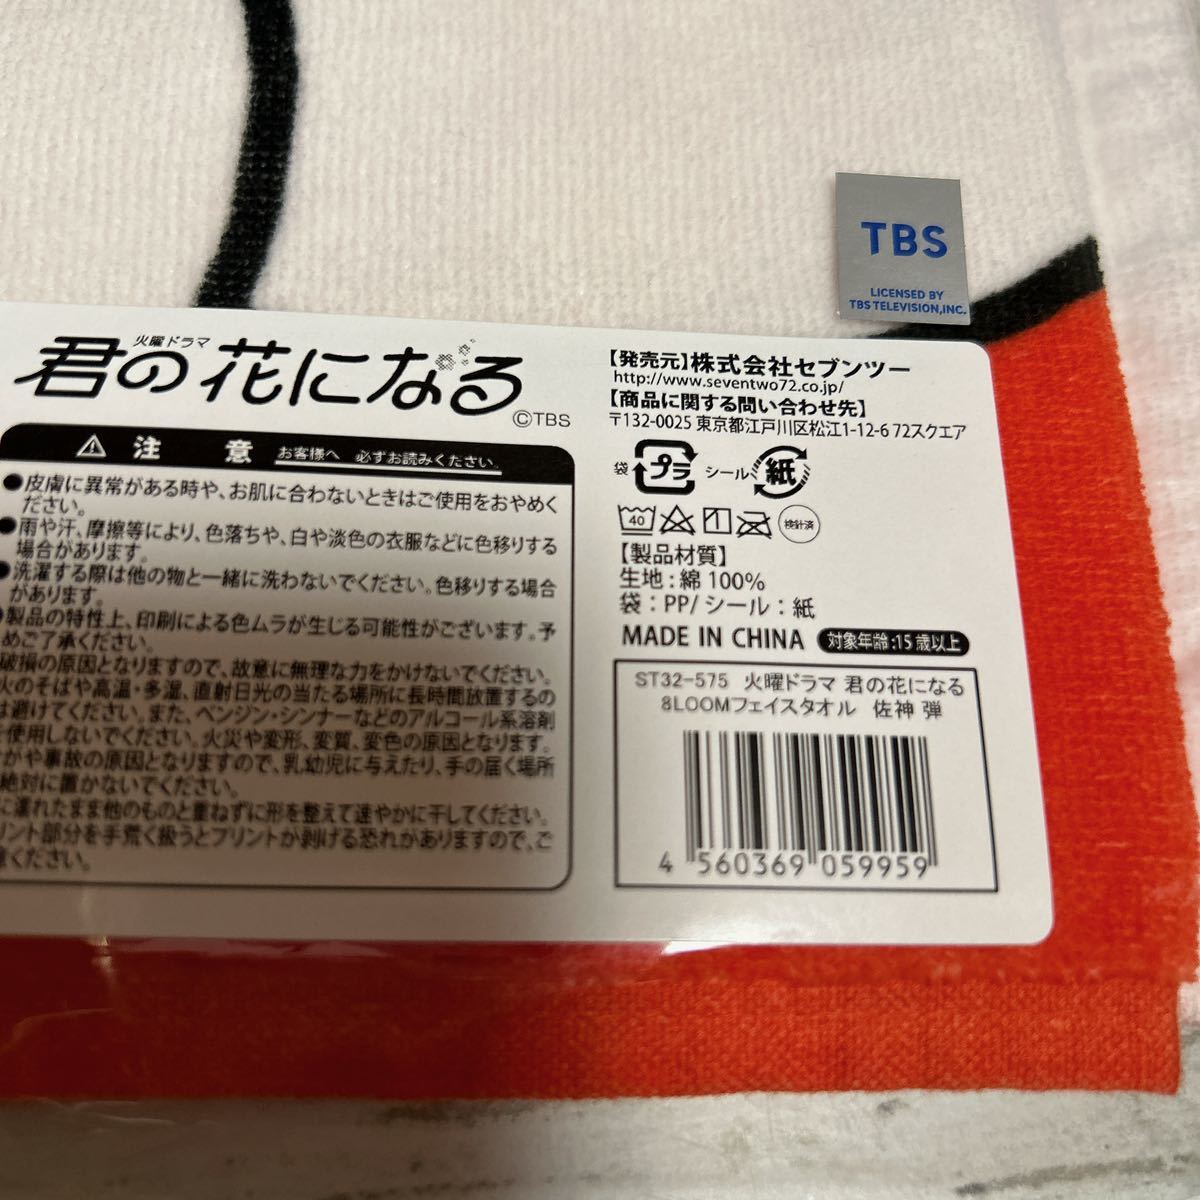 TBS
LICENSED BY
TBS TELEVISION,INC.
火曜ドラマ
君の花になる
©TBS
注意 お客様へ 必ずお読みください。
●皮膚に異常がある時や、お肌に合わないときはご使用をおやめく
ださい。
●雨や汗、摩擦等により、色落ちや、白や淡色の衣服などに色移りする
場合があります。
●洗濯する際は他の物と一緒に洗わないでください。色移りする場合
があります。
●製品の特性上、印刷による色ムラが生じる可能性がございます。予
めご了承ください。
破損の原因となりますので、故意に無理な力をかけないでください。
火のそばや高温・多湿、直射日光の当たる場所に長時間放置するの
は避けてください。また、ベンジン・シンナーなどのアルコール系溶剤
使用しないでください。火災や変形、変質、変色の原因となります。
がや事故の原因となりますので、乳幼児に与えたり、手の届く場所
絶対に置かないでください。
に濡れたまま他のものと重ねずに形を整えて速やかに干してください。
リント部分を手荒く扱うとプリントが剥げる恐れがありますので、ご
ください。
【発売元】株式会社セブンツー
http://www.seventwo72.co.jp/
【商品に関する問い合わせ先】
〒132-0025 東京都江戸川区松江1-12-6 72スクエア
袋 プラ シール 紙
40 検針済
【製品材質】
生地：綿 100%
袋：PP/シール：紙
MADE IN CHINA 対象年齢:15歳以上
ST32-575 火曜ドラマ 君の花になる
8LOOMフェイスタオル 佐神 弾
4 560369 059959